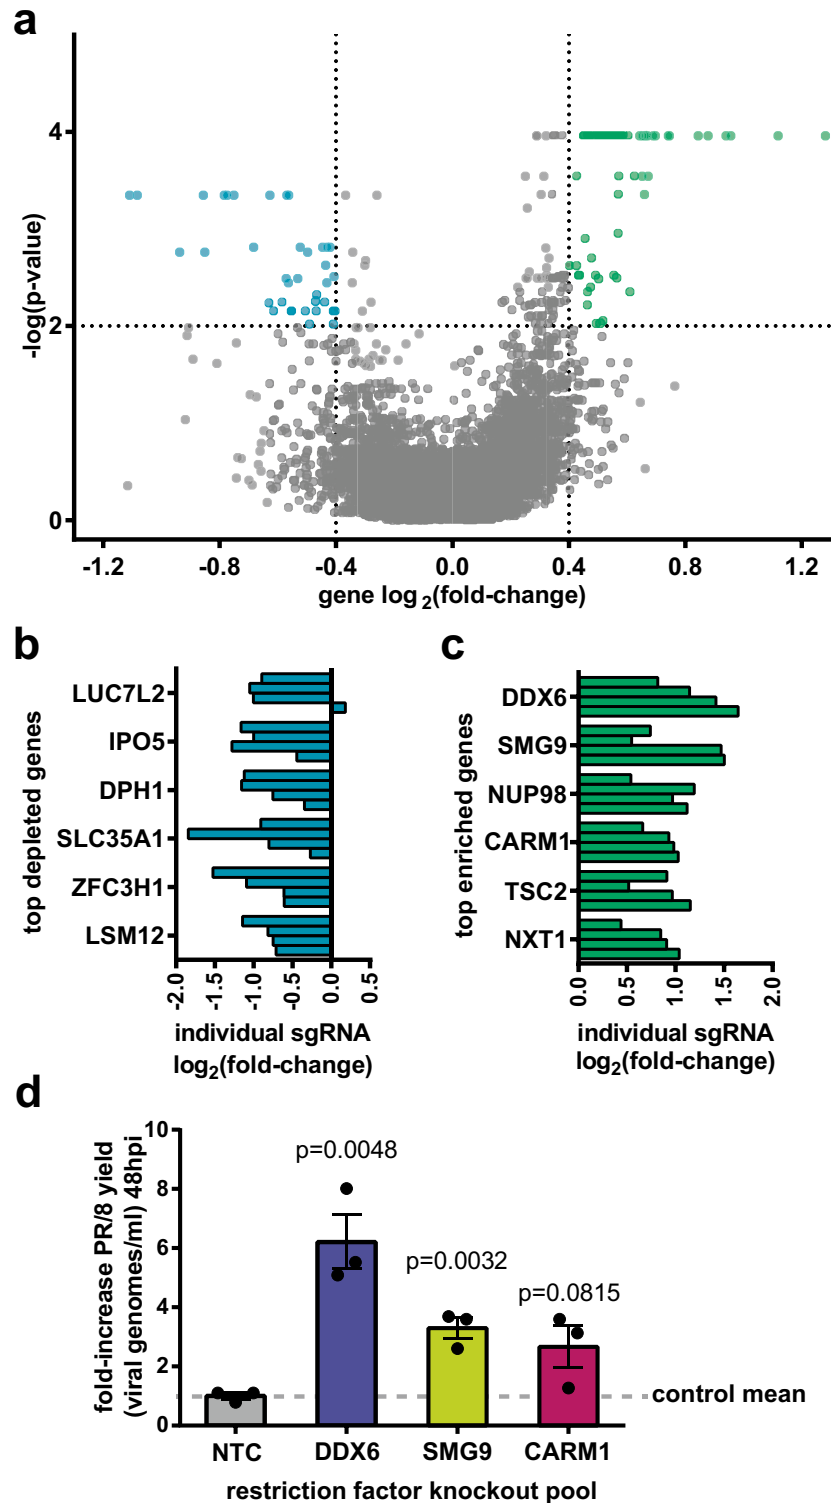 a
-log(p-value)
4
2
0
-1.2 -0.8 -0.4 0.0 0.4 0.8 1.2
gene log2(fold-change)
b
top depleted genes
LUC7L2
IPO5
DPH1
SLC35A1
ZFC3H1
LSM12
-2.0 -1.5 -1.0 -0.5 0.0 0.5
individual sgRNA
log2(fold-change)
c
top enriched genes
DDX6
SMG9
NUP98
CARM1
TSC2
NXT1
0.0 0.5 1.0 1.5 2.0
individual sgRNA
log2(fold-change)
d
fold-increase PR/8 yield
(viral genomes/ml) 48hpi
10
8
6
4
2
0
p=0.0048
p=0.0032
p=0.0815
control mean
NTC DDX6 SMG9 CARM1
restriction factor knockout pool